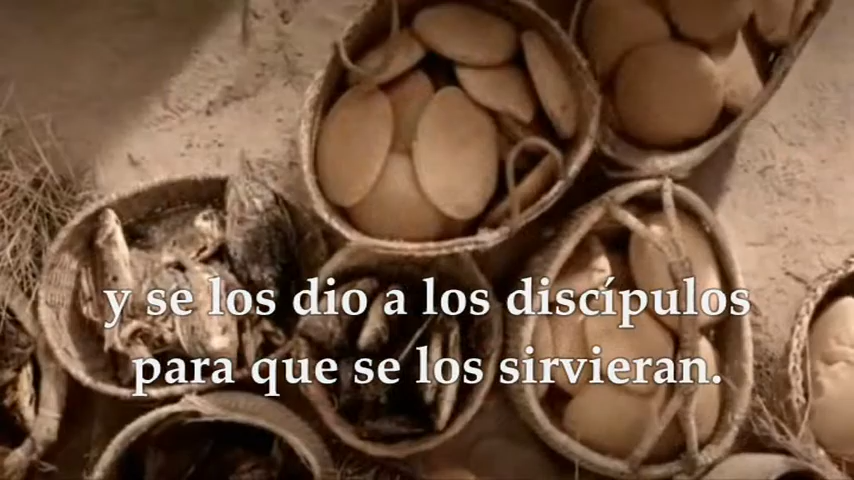 y se los dio a los discípulos
para que se los sirvieran.